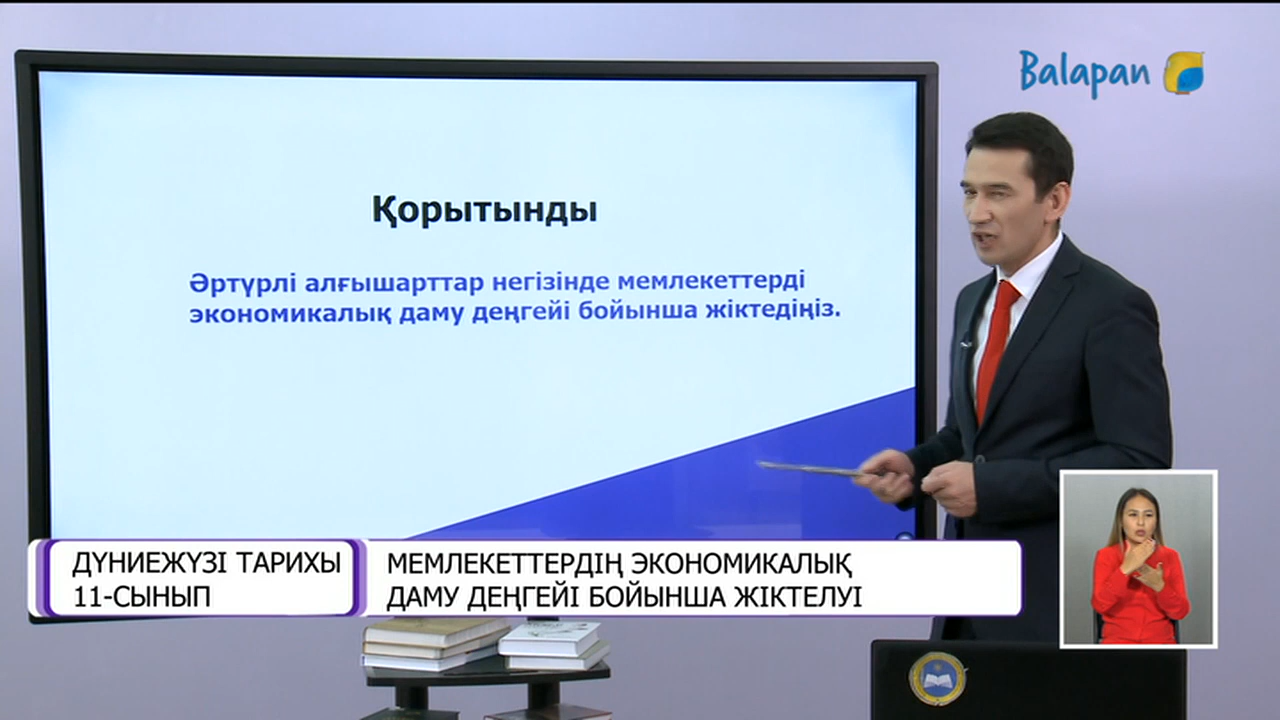 Balapan
Қорытынды
Әртүрлі алғышарттар негізінде мемлекеттерді
экономикалық даму деңгейі бойынша жіктедіңіз.
ДҮНИЕЖҮЗІ ТАРИХЫ
11-СЫНЫП
МЕМЛЕКЕТТЕРДІҢ ЭКОНОМИКАЛЫҚ
ДАМУ ДЕҢГЕЙІ БОЙЫНША ЖІКТЕЛУІ